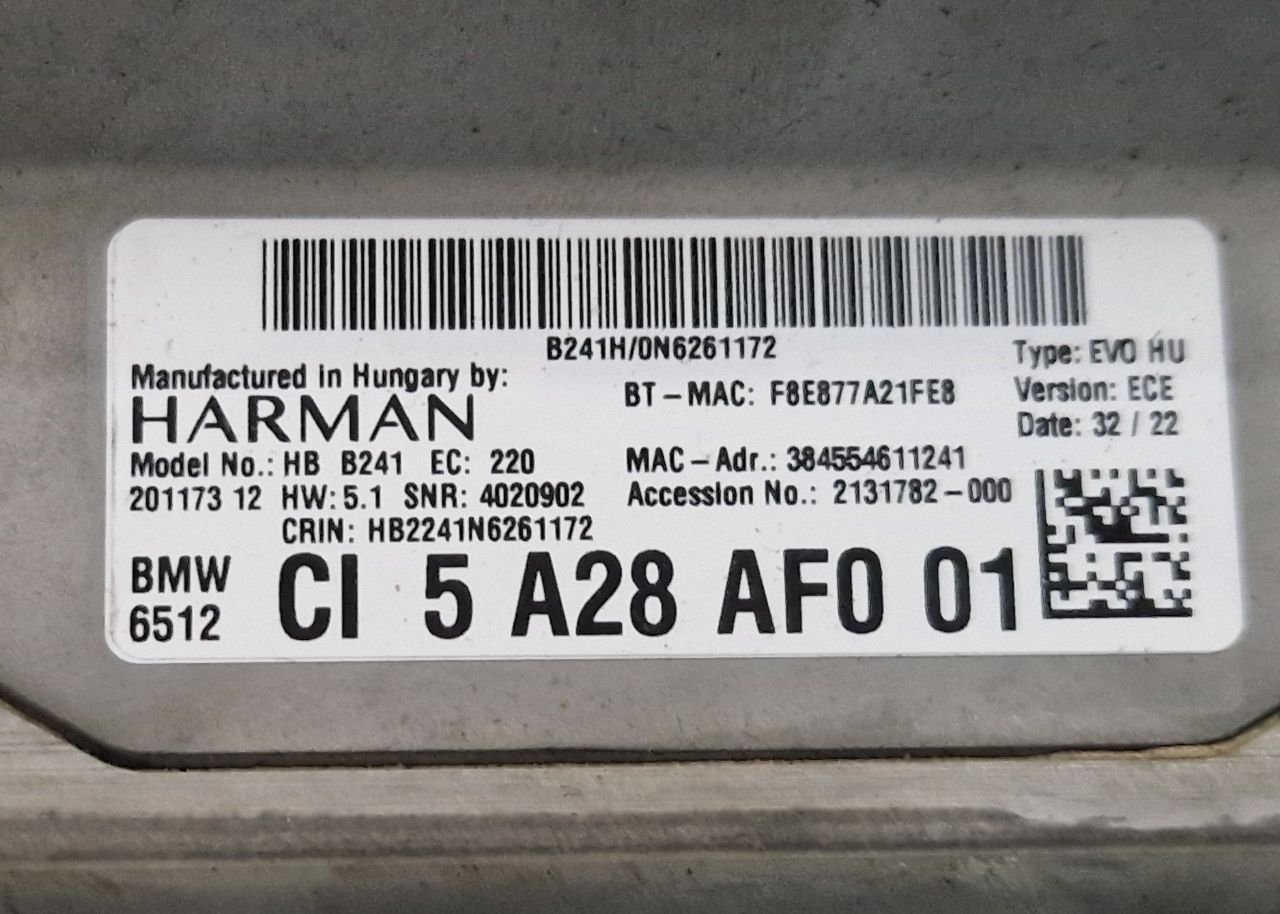 B241H/0N6261172
Manufactured in Hungary by:
HARMAN
Model No.: HB B241 EC: 220
201173 12 HW: 5.1 SNR: 4020902
CRIN: HB2241N6261172
BT-MAC: F8E877A21FE8
MAC-Adr.: 384554611241
Accession No.: 2131782-000
Type: EVO HU
Version: ECE
Date: 32 / 22
BMW
6512
CI 5 A28 AF0 01